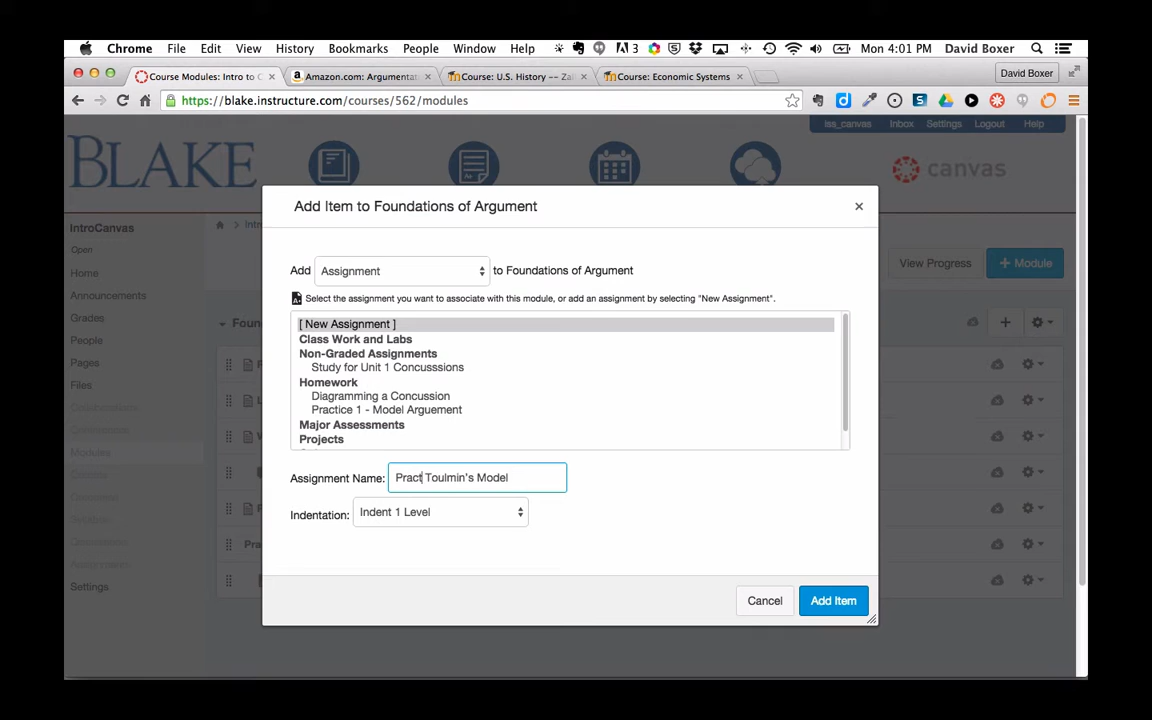 Chrome File Edit View History Bookmarks People Window Help 3 Mon 4:01 PM David Boxer
Course Modules: Intro to C × Amazon.com: Argumentat × Course: U.S. History -- Zai × Course: Economic Systems × David Boxer
https://blake.instructure.com/courses/562/modules
iss_canvas Inbox Settings Logout Help
BLAKE canvas
Add Item to Foundations of Argument ×
IntroCanvas
Open
Home
Announcements
Grades
People
Pages
Files
Modules
Settings
View Progress + Module
Add Assignment to Foundations of Argument
Select the assignment you want to associate with this module, or add an assignment by selecting "New Assignment".
[ New Assignment ]
Class Work and Labs
Non-Graded Assignments
Study for Unit 1 Concusssions
Homework
Diagramming a Concussion
Practice 1 - Model Arguement
Major Assessments
Projects
Assignment Name: Pract Toulmin's Model
Indentation: Indent 1 Level
Cancel Add Item